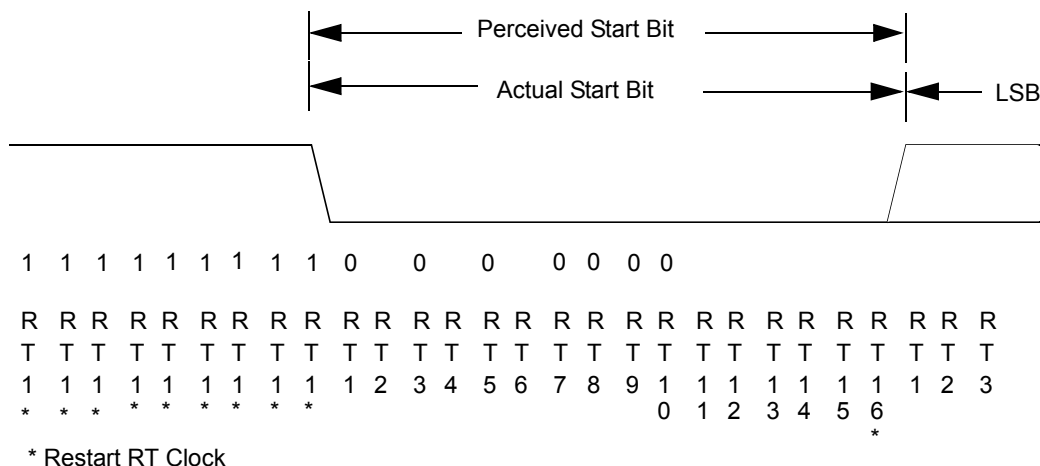 Perceived Start Bit
Actual Start Bit LSB
1 1 1 1 1 1 1 1 1 0 0 0 0 0 0 0
R R R R R R R R R R R R R R R R R R R R R R R R R R R R
T T T T T T T T T T T T T T T T T T T T T T T T T T T T
1 1 1 1 1 1 1 1 1 1 2 3 4 5 6 7 8 9 1 1 1 1 1 1 1 1 2 3
* * * * * * * * * 0 1 2 3 4 5 6
*
* Restart RT Clock